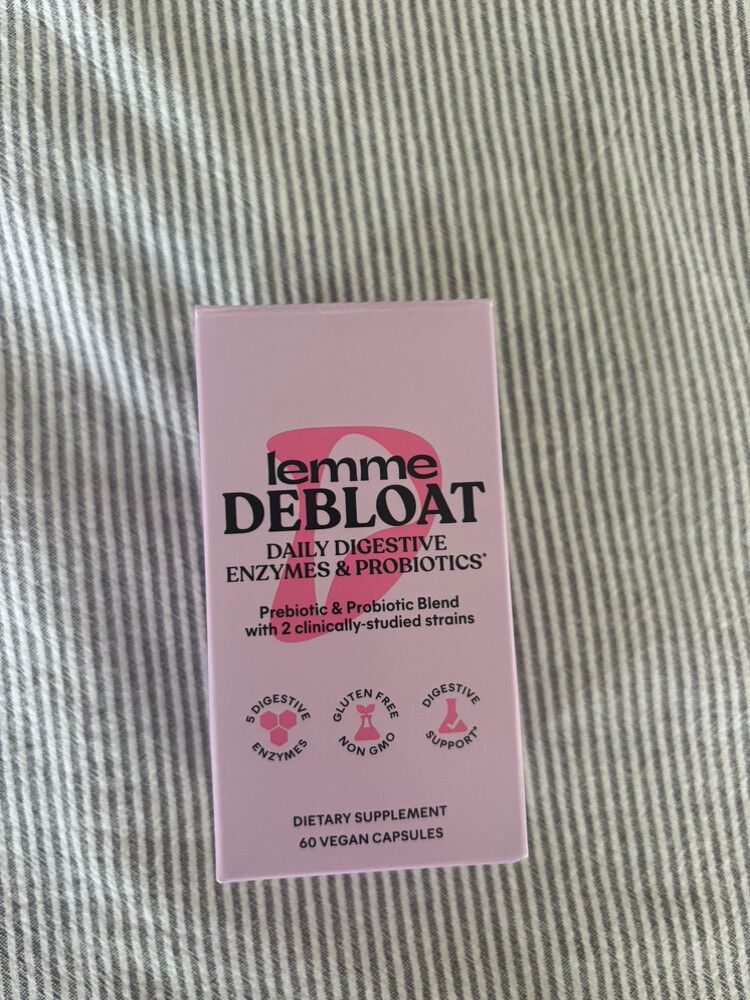 lemme
DEBLOAT
DAILY DIGESTIVE
ENZYMES & PROBIOTICS*
Prebiotic & Probiotic Blend
with 2 clinically-studied strains
5 DIGESTIVE
ENZYMES
GLUTEN FREE
NON GMO
DIGESTIVE
SUPPORT*
DIETARY SUPPLEMENT
60 VEGAN CAPSULES